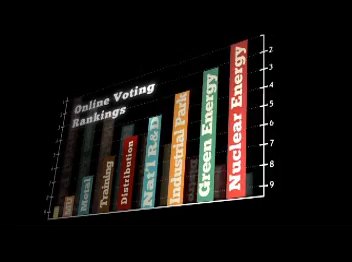 Online Voting
Rankings
Metal
Training
Distribution
Nat'l R&D
Industrial Park
Green Energy
Nuclear Energy
2
3
4
5
6
7
8
9